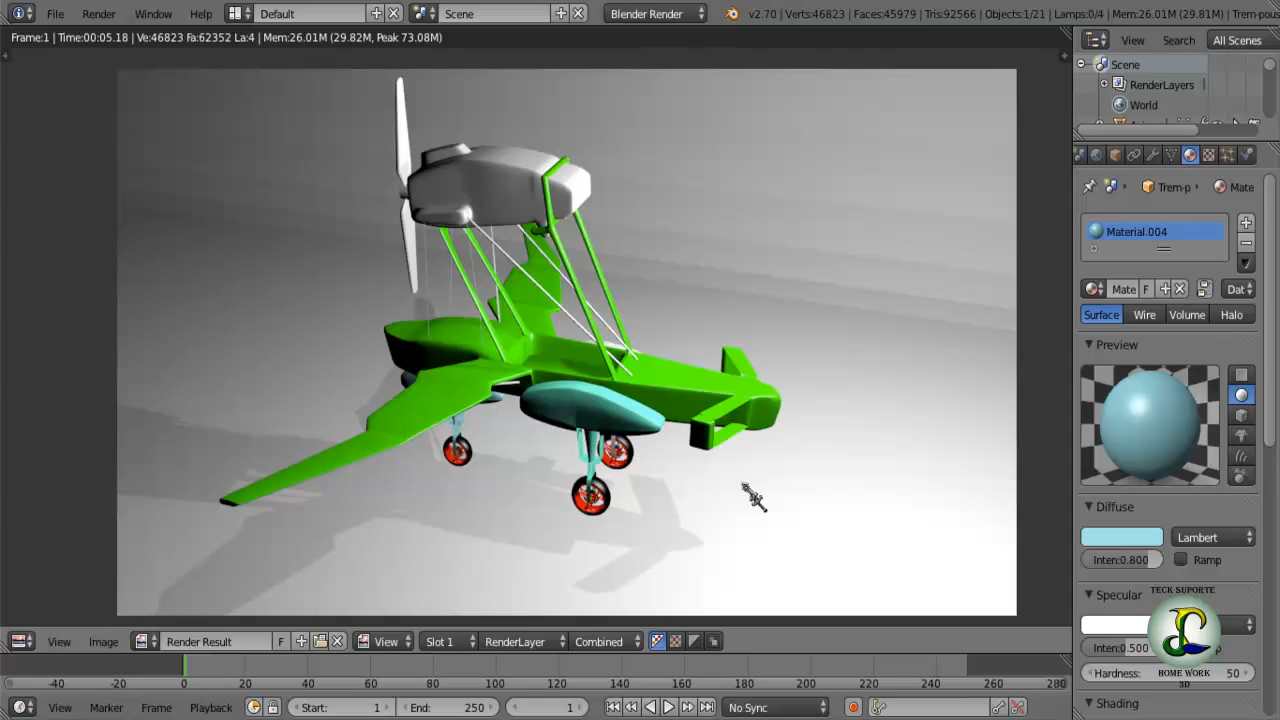 File Render Window Help Default Scene Blender Render v2.70 | Verts:46823 | Faces:45979 | Tris:92566 | Objects:1/21 | Lamps:0/4 | Mem:26.01M (29.81M) | Trem-pous
Frame:1 | Time:00:05.18 | Ve:46823 Fa:62352 La:4 | Mem:26.01M (29.82M, Peak 73.08M)
View Search All Scenes
Scene
RenderLayers
World
Trem-p Mate
Material.004
Mate F Dat
Surface Wire Volume Halo
Preview
Diffuse
Lambert
Inten:0.800 Ramp
Specular
TECK SUPORTE
Inten:0.500
Hardness: 50
HOME WORK
3D
Shading
View Image Render Result F View Slot 1 RenderLayer Combined
-40 -20 0 20 40 60 80 100 120 140 160 180 200 220 240 260 280
View Marker Frame Playback Start: 1 End: 250 1 No Sync